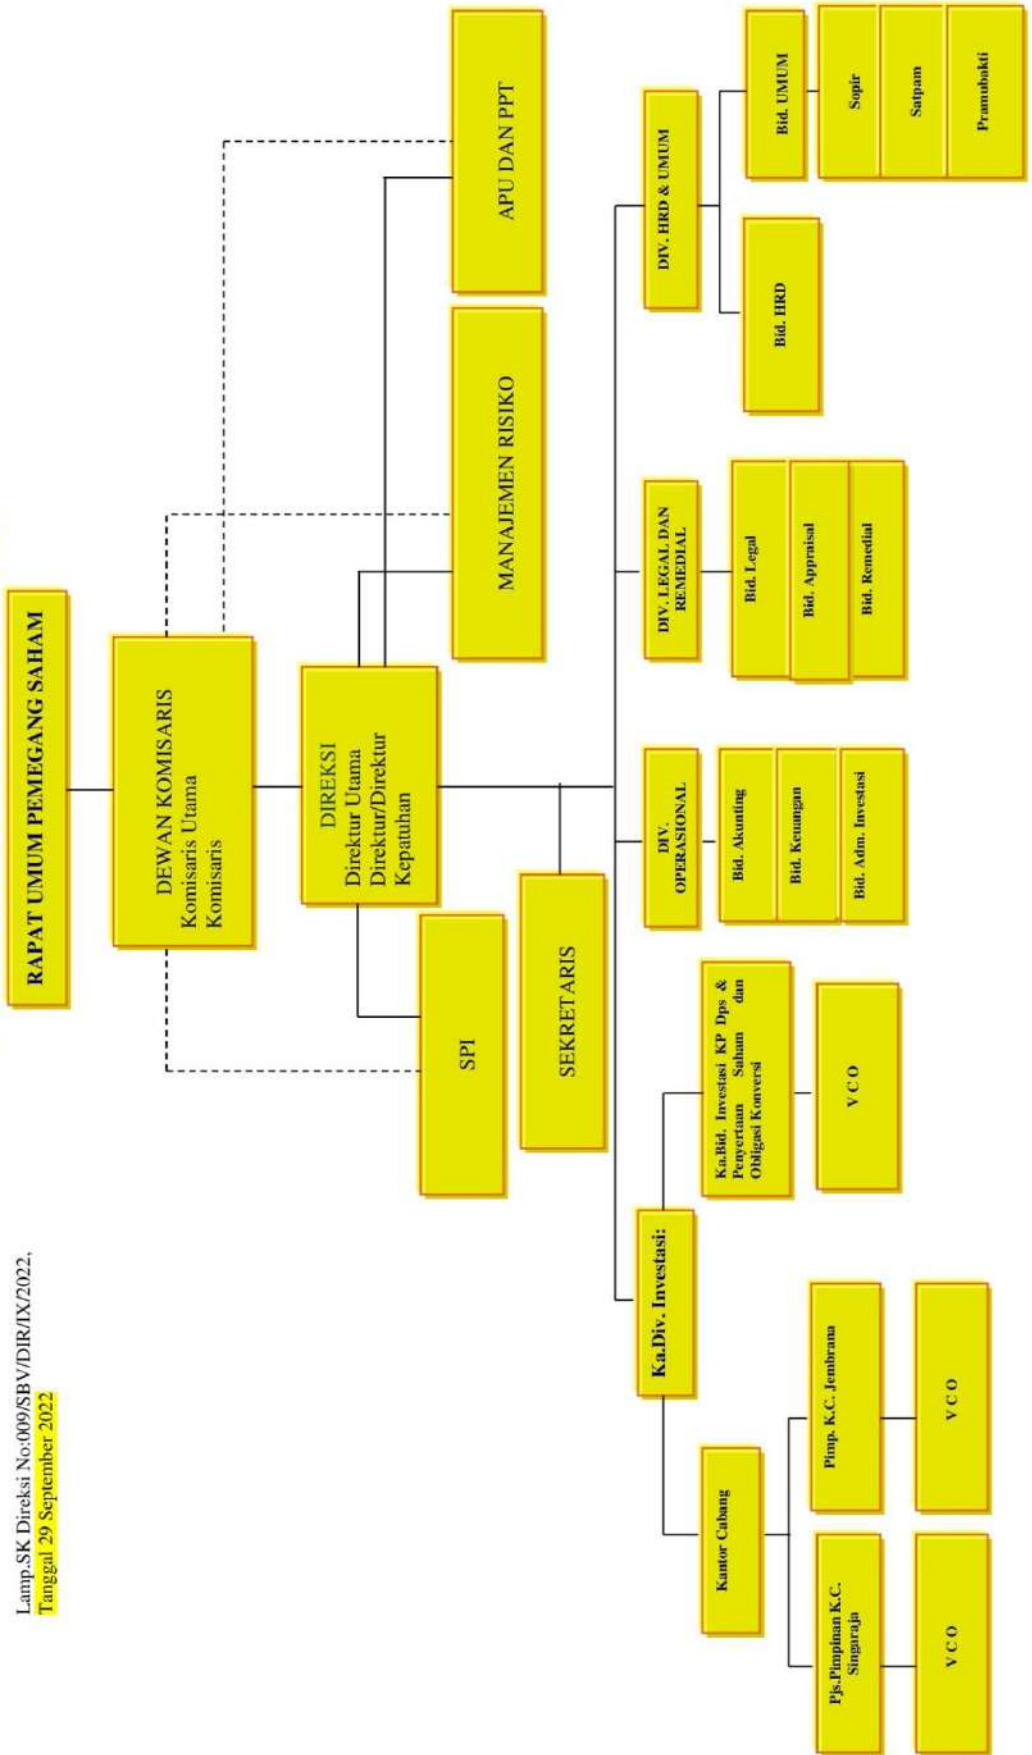 Lamp.SK Direksi No:009/SBV/DIR/IX/2022,
Tanggal 29 September 2022
RAPAT UMUM PEMEGANG SAHAM
DEWAN KOMISARIS
Komisaris Utama
Komisaris
DIREKSI
Direktur Utama
Direktur/Direktur
Kepatuhan
SPI
MANAJEMEN RISIKO
APU DAN PPT
SEKRETARIS
Ka.Div. Investasi:
DIV.
OPERASIONAL
DIV. LEGAL DAN
REMEDIAL
DIV. HRD & UMUM
Kantor Cabang
Ka.Bid. Investasi KP Dps &
Penyertaan Saham dan
Obligasi Konversi
Bid. Akunting
Bid. Keuangan
Bid. Adm. Investasi
Bid. Legal
Bid. Appraisal
Bid. Remedial
Bid. HRD
Bid. UMUM
Sopir
Satpam
Pramubakti
Pjs.Pimpinan K.C.
Singaraja
Pimp. K.C. Jembrana
V C O
V C O
V C O